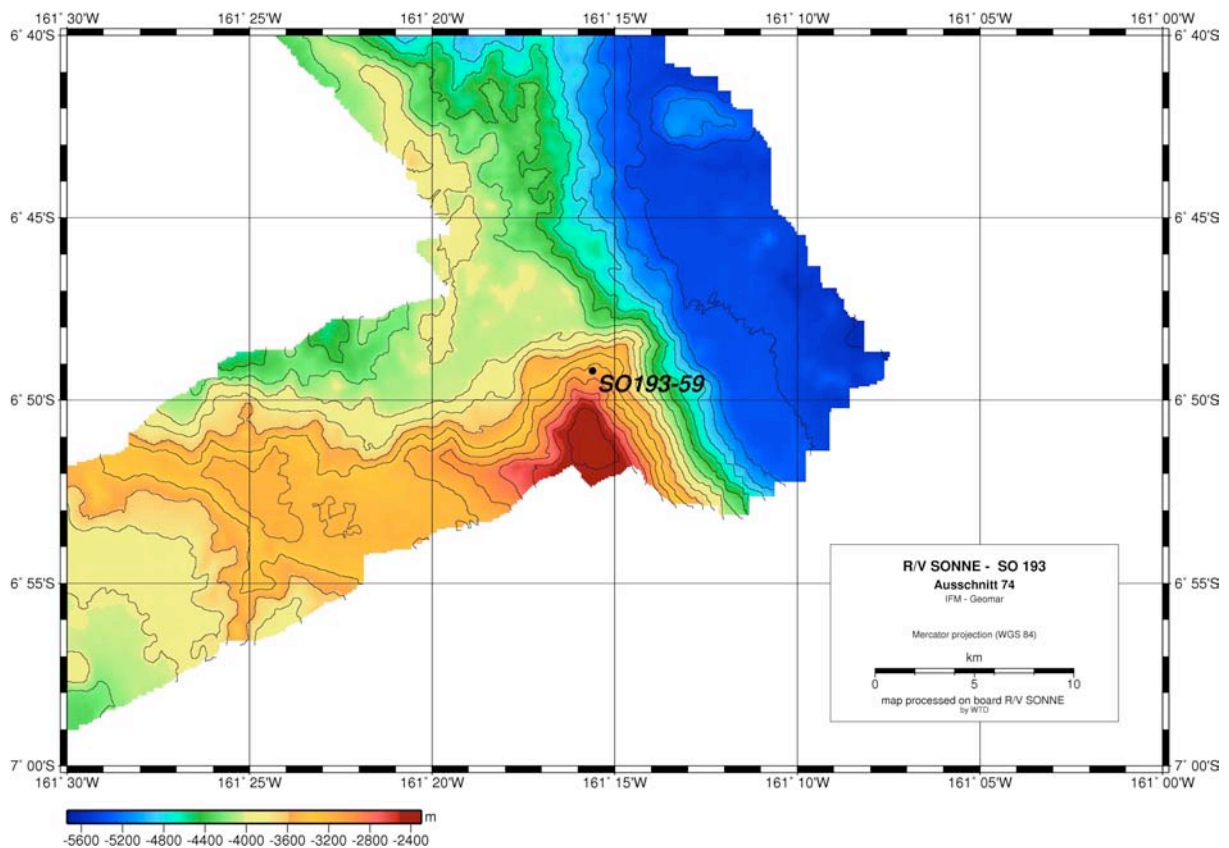 161˚30'W 161˚25'W 161˚20'W 161˚15'W 161˚10'W 161˚05'W 161˚00'W
6˚40'S 6˚40'S
6˚45'S 6˚45'S
SO193-59
6˚50'S 6˚50'S
R/V SONNE - SO 193
Ausschnitt 74
IFM - Geomar
6˚55'S 6˚55'S
Mercator projection (WGS 84)
km
0 5 10
map processed on board R/V SONNE
by WTD
7˚00'S 7˚00'S
161˚30'W 161˚25'W 161˚20'W 161˚15'W 161˚10'W 161˚05'W 161˚00'W
m
-5600 -5200 -4800 -4400 -4000 -3600 -3200 -2800 -2400